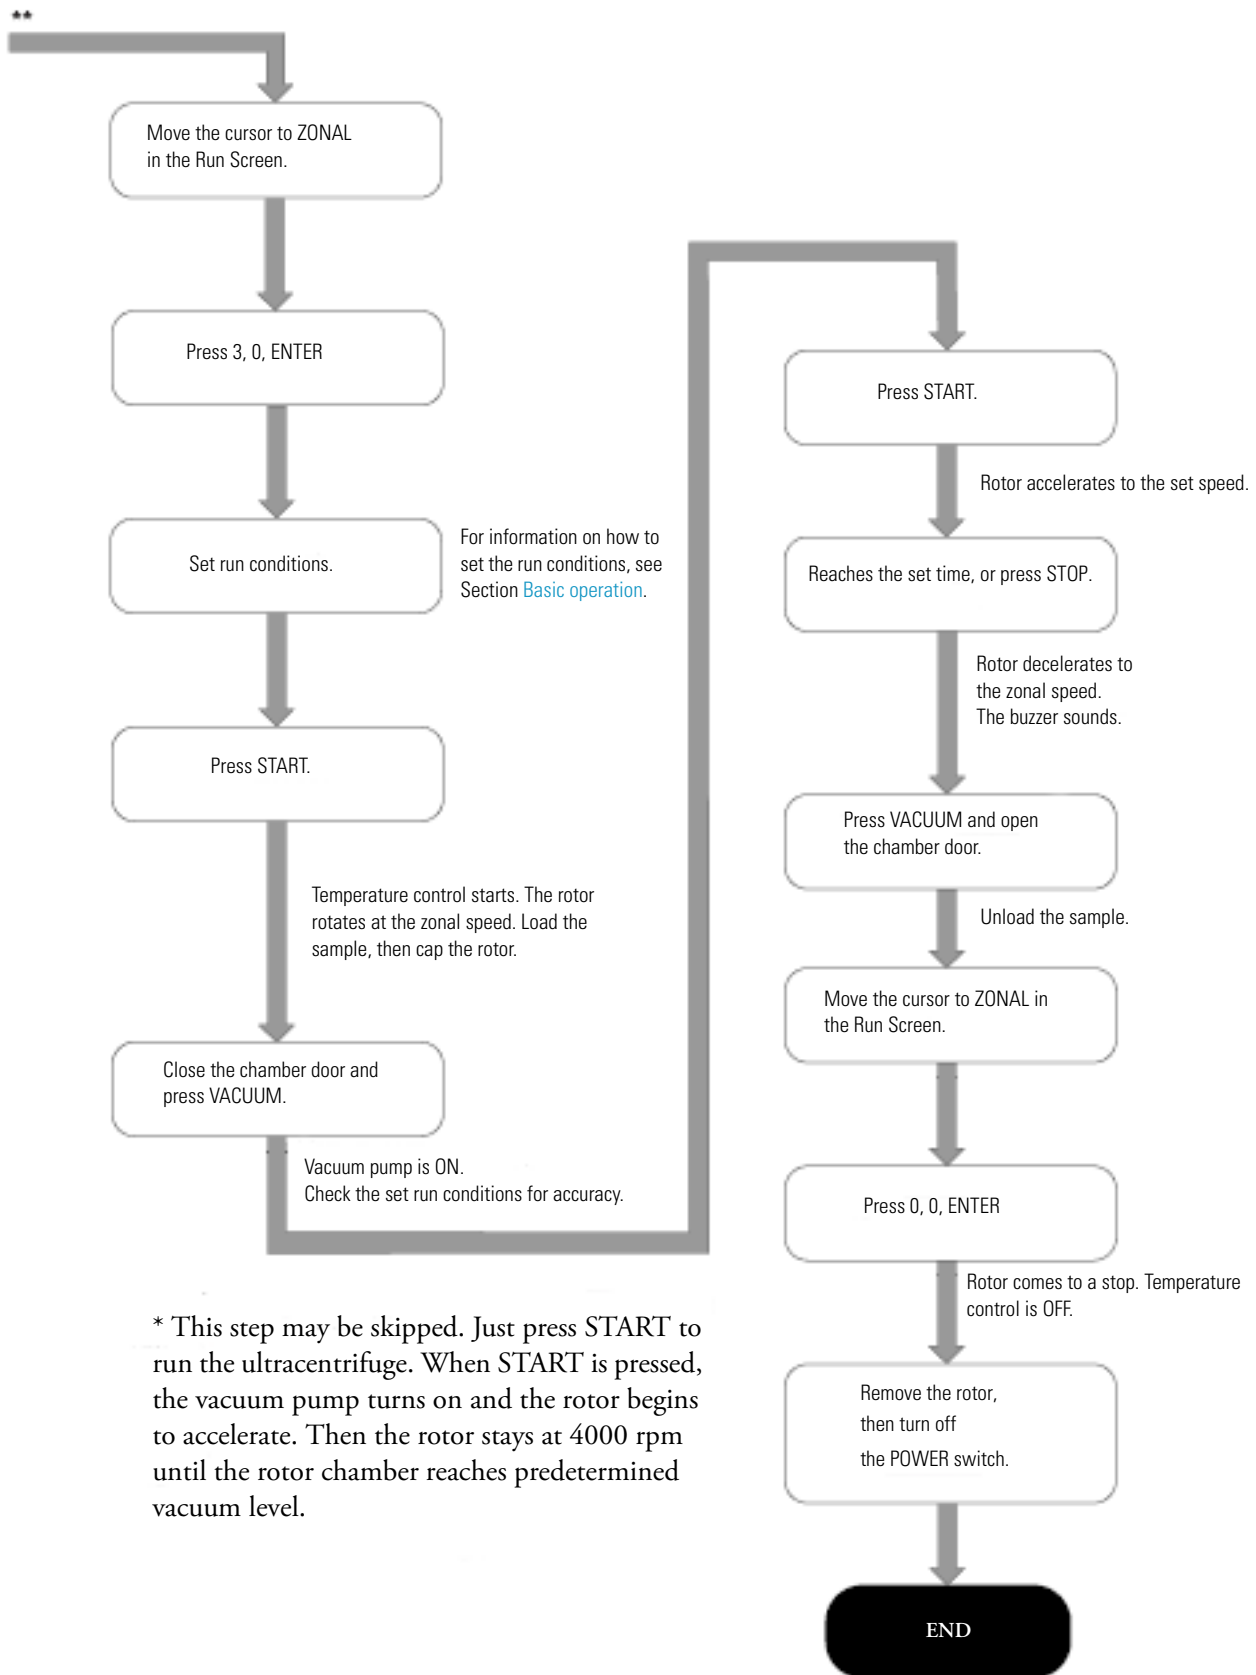 **
Move the cursor to ZONAL
in the Run Screen.
Press 3, 0, ENTER
Set run conditions.
For information on how to
set the run conditions, see
Section Basic operation.
Press START.
Temperature control starts. The rotor
rotates at the zonal speed. Load the
sample, then cap the rotor.
Close the chamber door and
press VACUUM.
Vacuum pump is ON.
Check the set run conditions for accuracy.
Press START.
Rotor accelerates to the set speed.
Reaches the set time, or press STOP.
Rotor decelerates to
the zonal speed.
The buzzer sounds.
Press VACUUM and open
the chamber door.
Unload the sample.
Move the cursor to ZONAL in
the Run Screen.
Press 0, 0, ENTER
Rotor comes to a stop. Temperature
control is OFF.
Remove the rotor,
then turn off
the POWER switch.
END
* This step may be skipped. Just press START to
run the ultracentrifuge. When START is pressed,
the vacuum pump turns on and the rotor begins
to accelerate. Then the rotor stays at 4000 rpm
until the rotor chamber reaches predetermined
vacuum level.